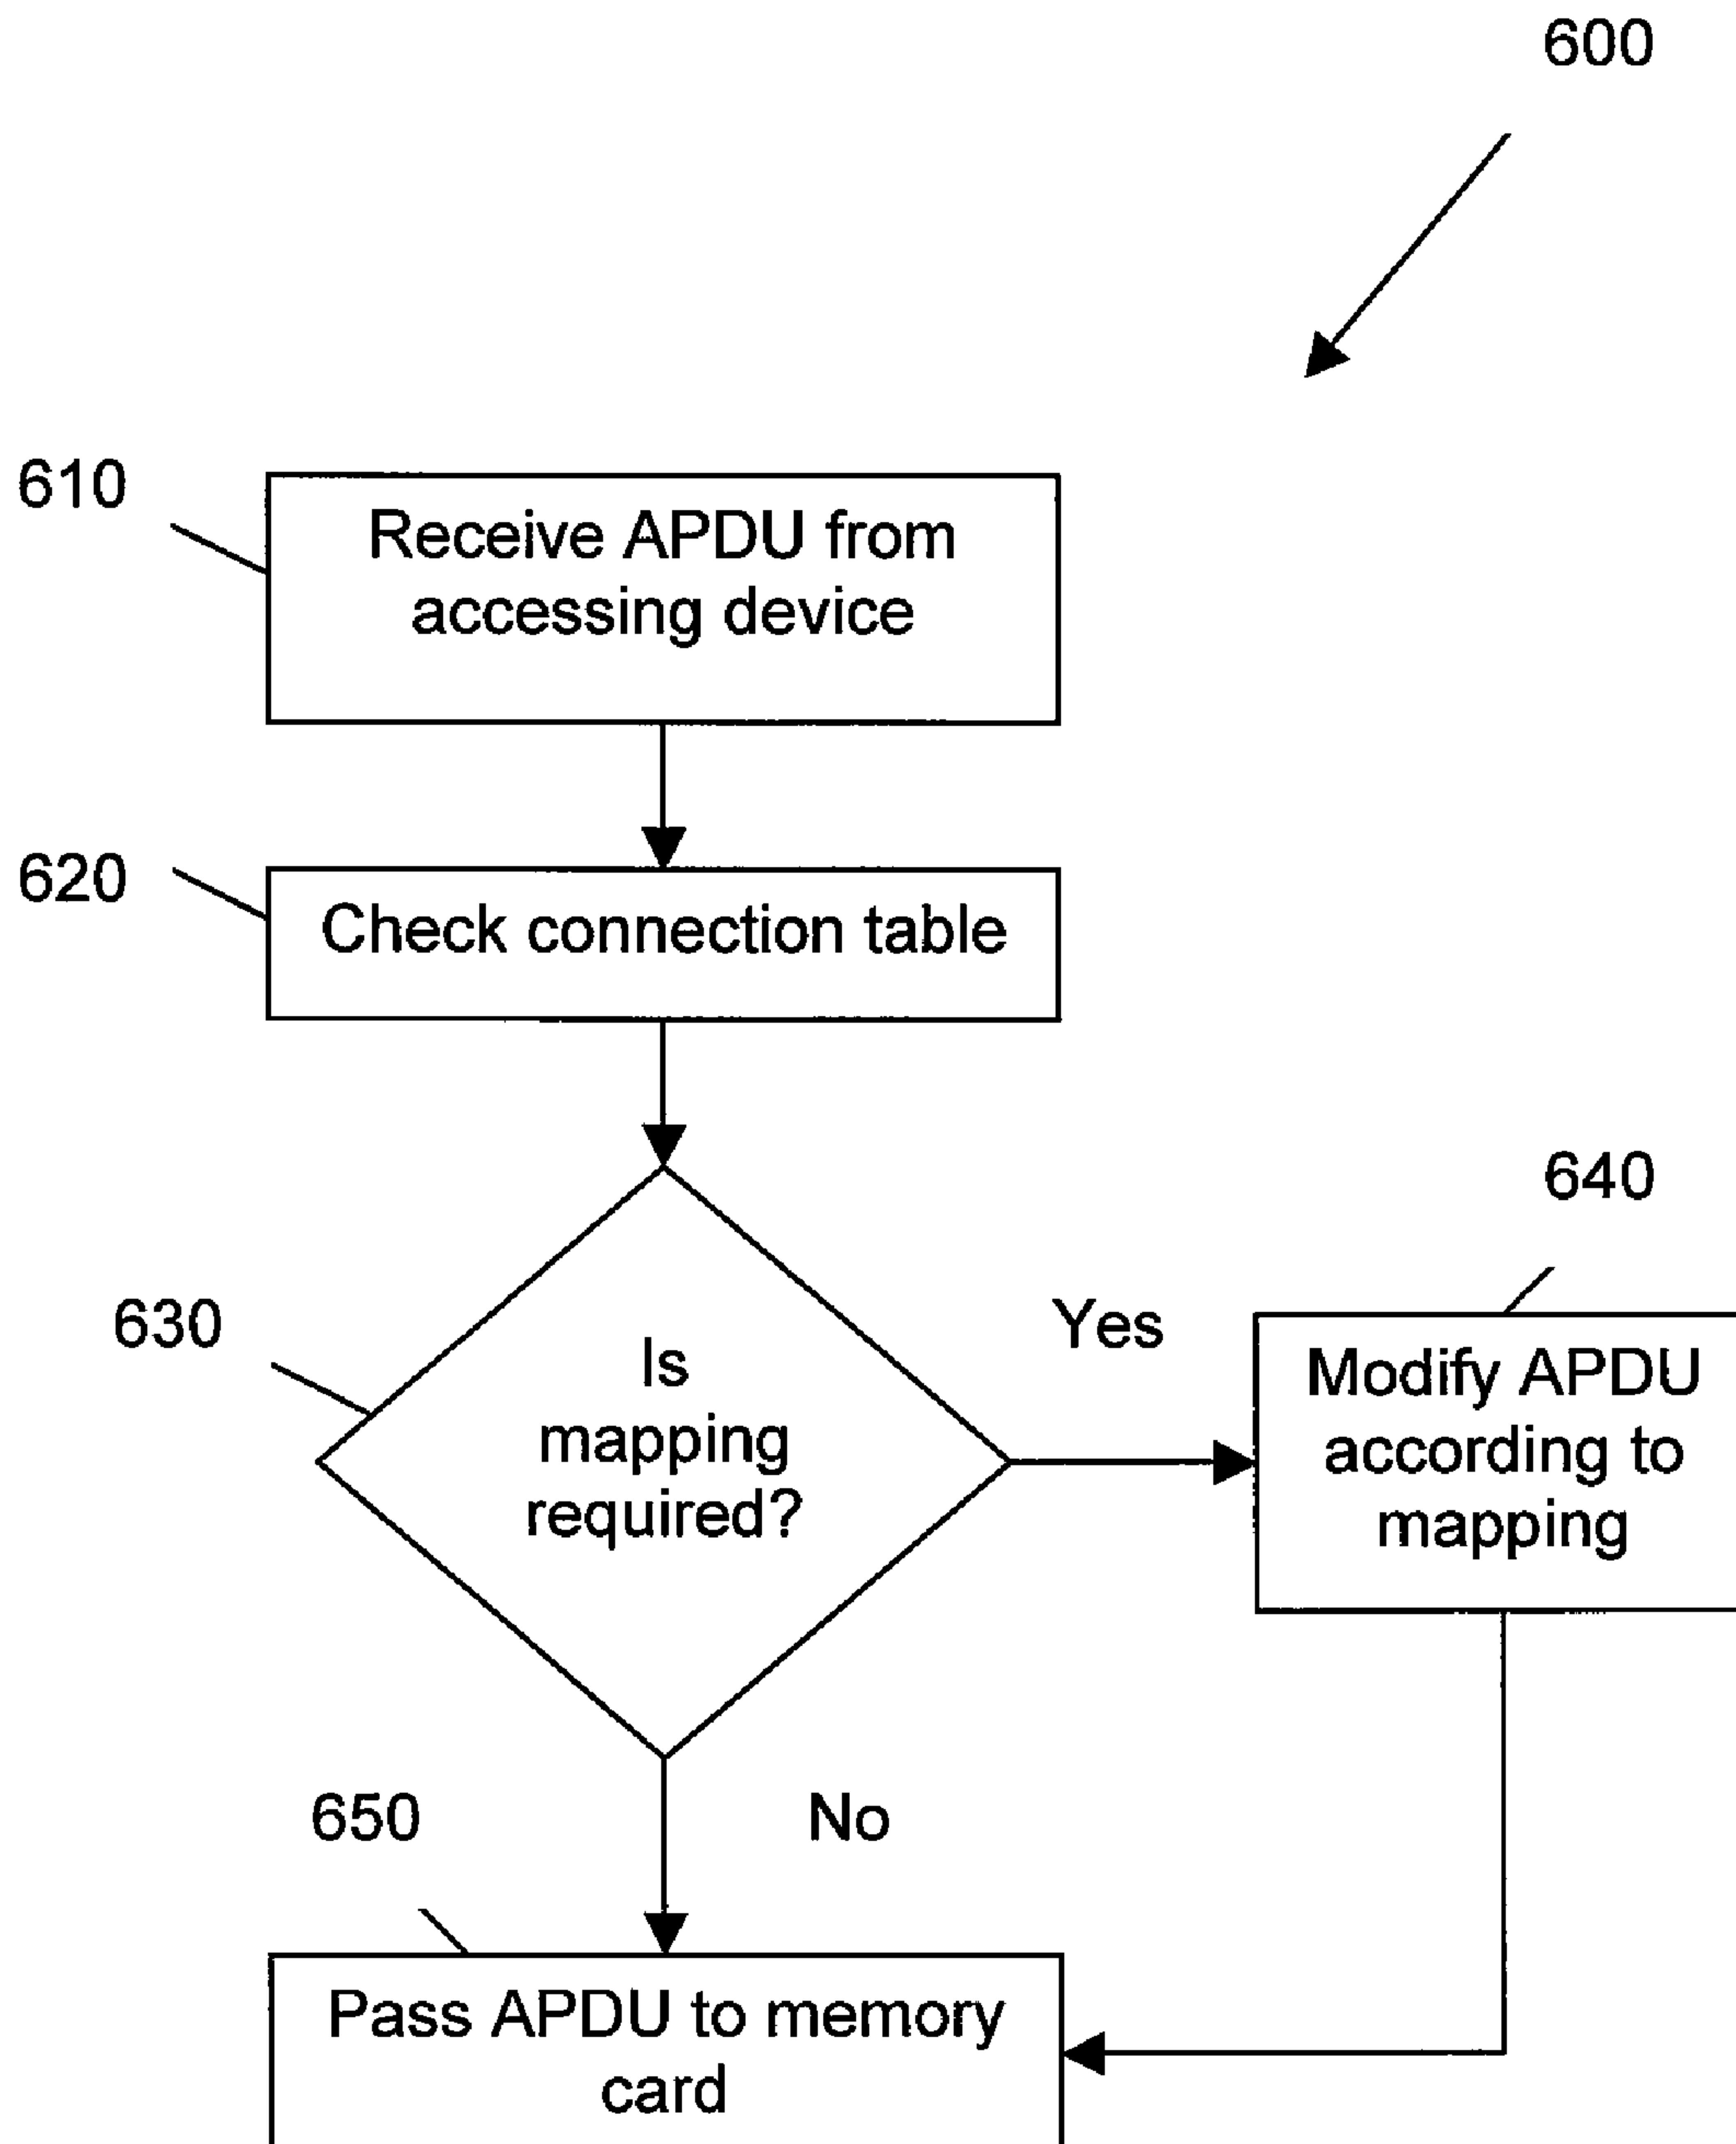 600
610
Receive APDU from
accessing device
620
Check connection table
630
Is
mapping
required?
Yes
640
Modify APDU
according to
mapping
650
No
Pass APDU to memory
card